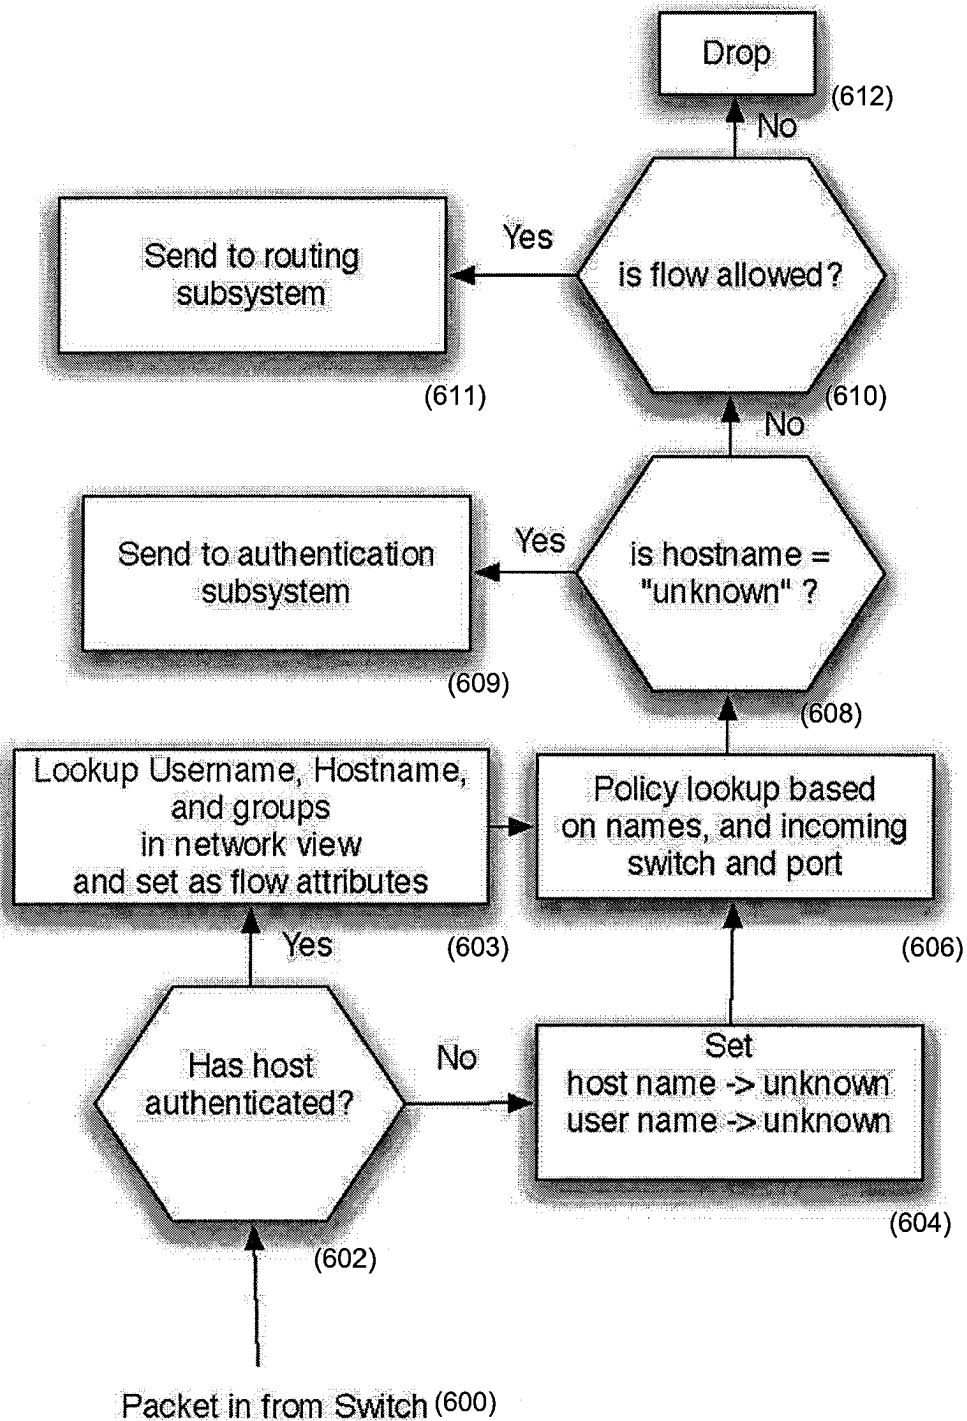 Drop
(612)
No
Yes
is flow allowed?
Send to routing
subsystem
(611)
(610)
No
Yes
is hostname =
"unknown" ?
Send to authentication
subsystem
(609)
(608)
Lookup Username, Hostname,
and groups
in network view
and set as flow attributes
Policy lookup based
on names, and incoming
switch and port
Yes
(603)
(606)
Has host
authenticated?
No
Set
host name -> unknown
user name -> unknown
(604)
(602)
Packet in from Switch (600)